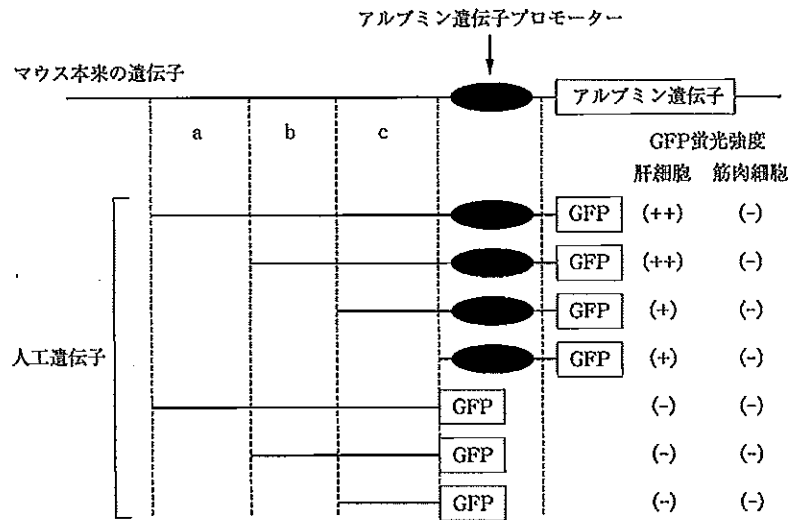 アルブミン遺伝子プロモーター
マウス本来の遺伝子
アルブミン遺伝子
a b c
GFP蛍光強度
肝細胞 筋肉細胞
GFP (++) (-)
GFP (++) (-)
GFP (+) (-)
人工遺伝子
GFP (+) (-)
GFP (-) (-)
GFP (-) (-)
GFP (-) (-)